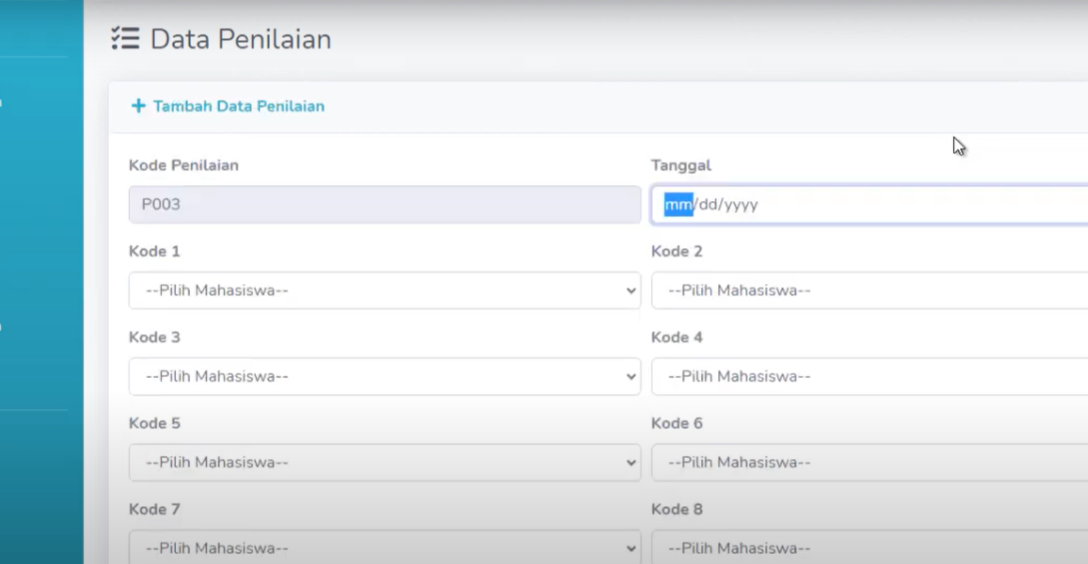 Data Penilaian
+ Tambah Data Penilaian
Kode Penilaian
Tanggal
P003
mm/dd/yyyy
Kode 1
Kode 2
--Pilih Mahasiswa--
--Pilih Mahasiswa--
Kode 3
Kode 4
--Pilih Mahasiswa--
--Pilih Mahasiswa--
Kode 5
Kode 6
--Pilih Mahasiswa--
--Pilih Mahasiswa--
Kode 7
Kode 8
--Pilih Mahasiswa--
--Pilih Mahasiswa--